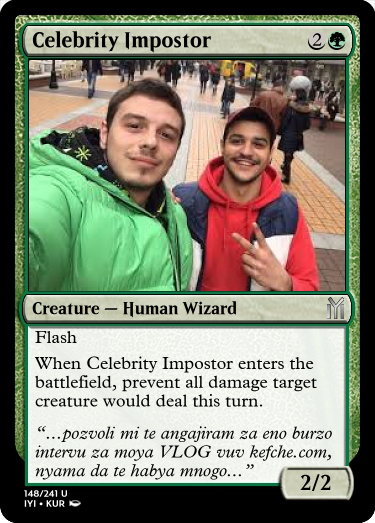 Celebrity Impostor 2
Creature — Human Wizard
Flash
When Celebrity Impostor enters the
battlefield, prevent all damage target
creature would deal this turn.
“…pozvoli mi te angajiram za eno burzo
intervu za moya VLOG vuv kefche.com,
nyama da te habya mnogo…”
2/2
148/241 U
IYI • KUR